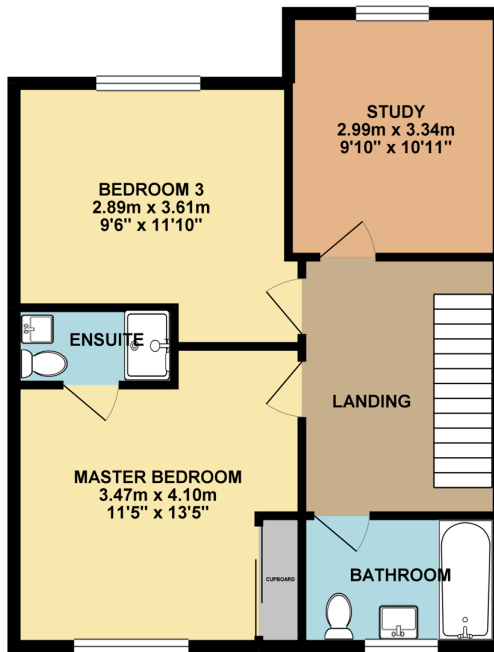 STUDY
2.99m x 3.34m
9'10" x 10'11"
BEDROOM 3
2.89m x 3.61m
9'6" x 11'10"
ENSUITE
LANDING
MASTER BEDROOM
3.47m x 4.10m
11'5" x 13'5"
CUPBOARD
BATHROOM